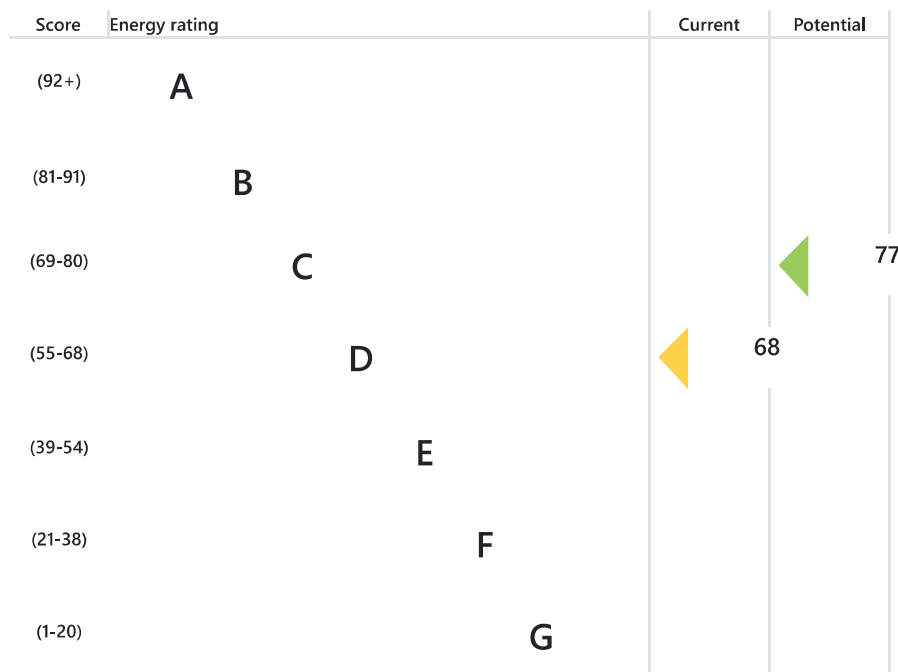 Score Energy rating Current Potential
(92+) A
(81-91) B
(69-80) C 77
(55-68) D 68
(39-54) E
(21-38) F
(1-20) G